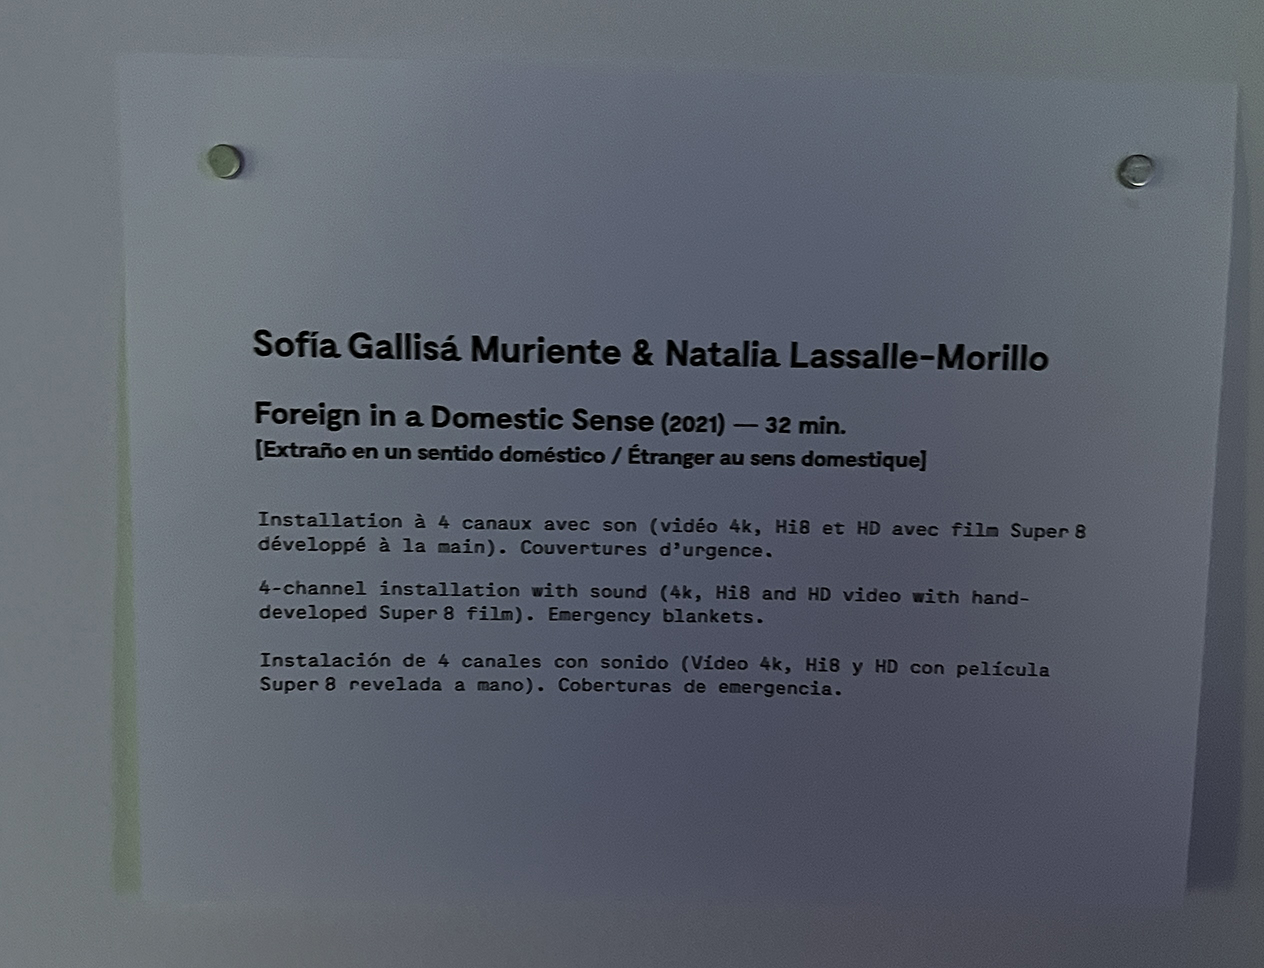 Sofía Gallisá Muriente & Natalia Lassalle-Morillo
Foreign in a Domestic Sense (2021) — 32 min.
[Extraño en un sentido doméstico / Étranger au sens domestique]
Installation à 4 canaux avec son (vidéo 4k, Hi8 et HD avec film Super 8
développé à la main). Couvertures d’urgence.
4-channel installation with sound (4k, Hi8 and HD video with hand-
developed Super 8 film). Emergency blankets.
Instalación de 4 canales con sonido (Vídeo 4k, Hi8 y HD con película
Super 8 revelada a mano). Coberturas de emergencia.